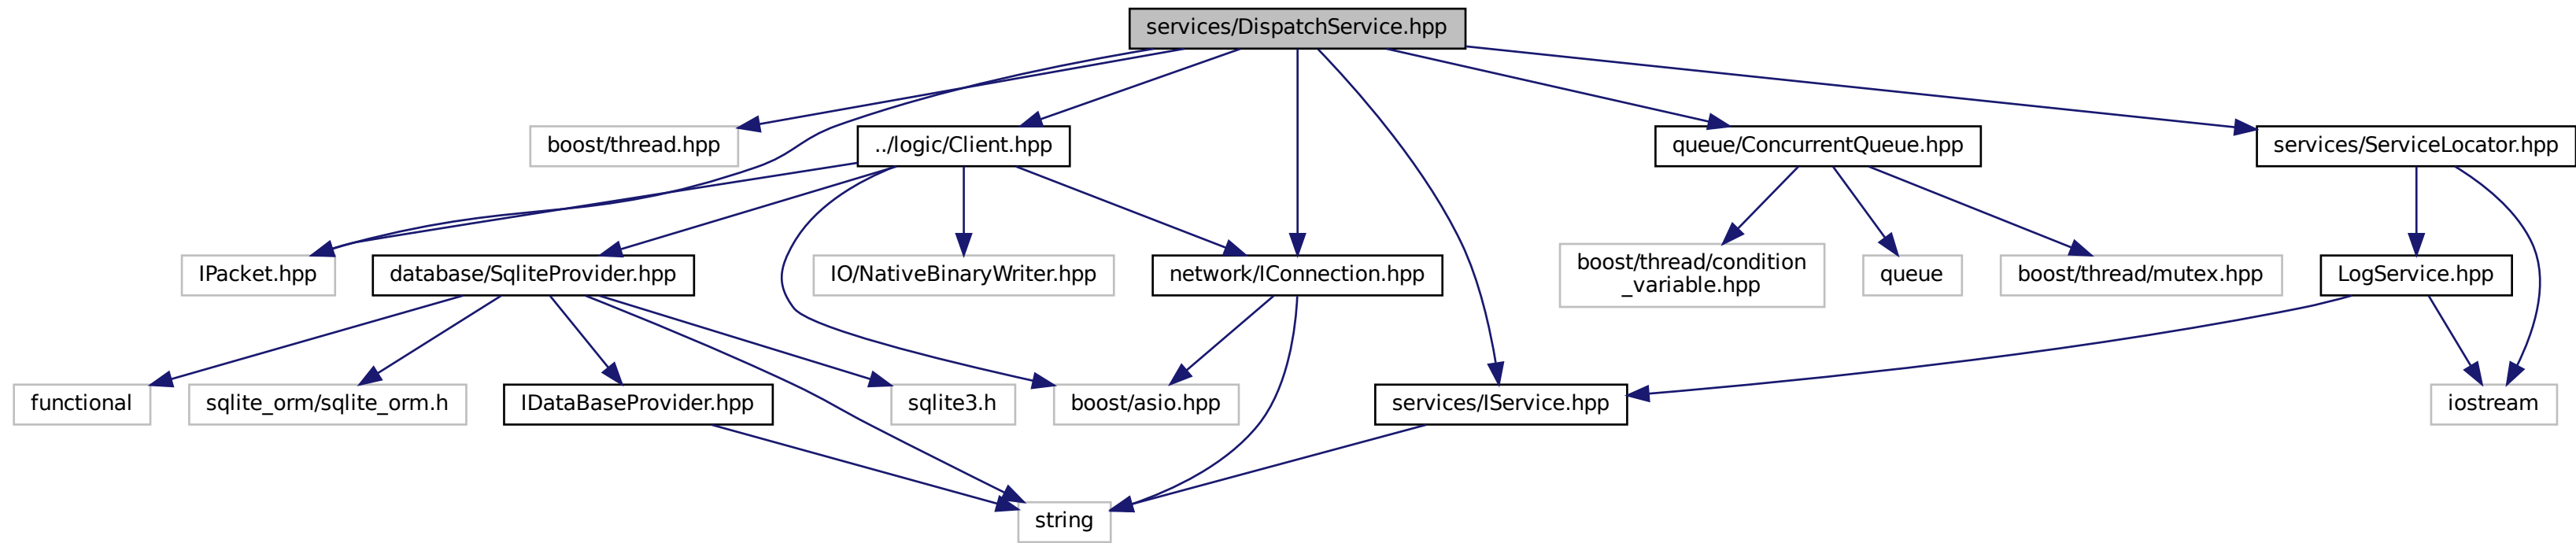 services/DispatchService.hpp
boost/thread.hpp
../logic/Client.hpp
queue/ConcurrentQueue.hpp
services/ServiceLocator.hpp
IPacket.hpp
database/SqliteProvider.hpp
IO/NativeBinaryWriter.hpp
network/IConnection.hpp
boost/thread/condition
_variable.hpp
queue
boost/thread/mutex.hpp
LogService.hpp
functional
sqlite_orm/sqlite_orm.h
IDataBaseProvider.hpp
sqlite3.h
boost/asio.hpp
services/IService.hpp
iostream
string